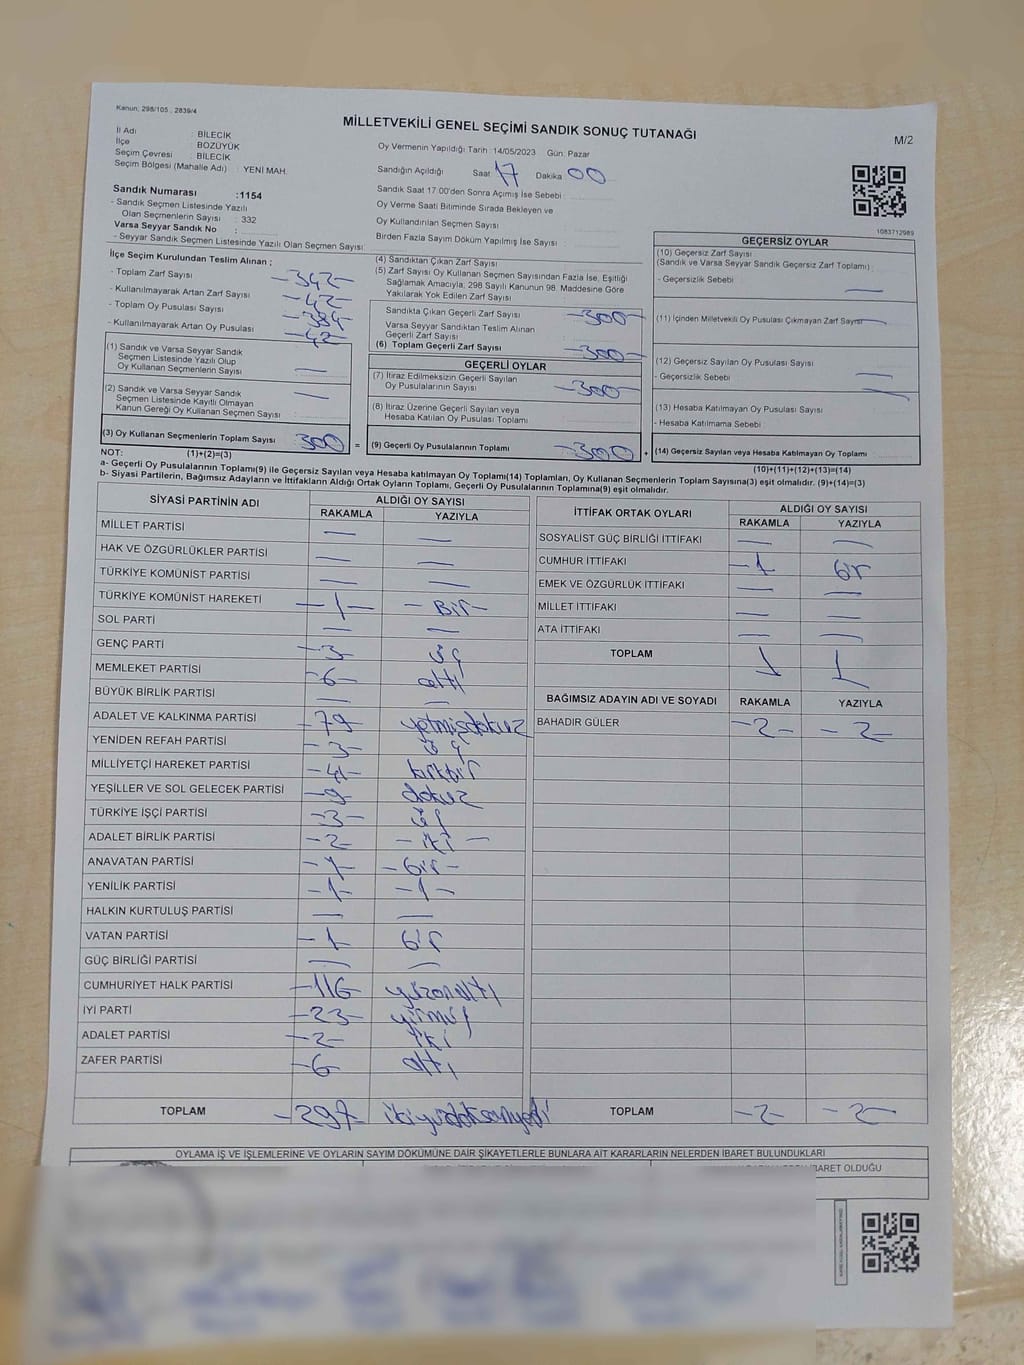 Kanun: 298/105 , 2839/4
MİLLETVEKİLİ GENEL SEÇİMİ SANDIK SONUÇ TUTANAĞI
M/2
İl Adı : BİLECİK
İlçe : BOZÜYÜK
Seçim Çevresi : BİLECİK
Seçim Bölgesi (Mahalle Adı) : YENİ MAH.
Oy Vermenin Yapıldığı Tarih :14/05/2023 Gün: Pazar
Sandığın Açıldığı Saat 17 Dakika 00
Sandık Numarası :1154
- Sandık Seçmen Listesinde Yazılı
Olan Seçmenlerin Sayısı : 332
Varsa Seyyar Sandık No :
- Seyyar Sandık Seçmen Listesinde Yazılı Olan Seçmen Sayısı:
Sandık Saat 17.00'den Sonra Açımış İse Sebebi :
Oy Verme Saati Bitiminde Sırada Bekleyen ve
Oy Kullandırılan Seçmen Sayısı :
Birden Fazla Sayım Döküm Yapılmış İse Sayısı :
1083712989
İlçe Seçim Kurulundan Teslim Alınan ;
- Toplam Zarf Sayısı -342-
- Kullanılmayarak Artan Zarf Sayısı -42-
- Toplam Oy Pusulası Sayısı -384-
- Kullanılmayarak Artan Oy Pusulası -42-
(1) Sandık ve Varsa Seyyar Sandık
Seçmen Listesinde Yazılı Olup
Oy Kullanan Seçmenlerin Sayısı : —
(2) Sandık ve Varsa Seyyar Sandık
Seçmen Listesinde Kayıtlı Olmayan
Kanun Gereği Oy Kullanan Seçmen Sayısı : —
(3) Oy Kullanan Seçmenlerin Toplam Sayısı 300 =
(4) Sandıktan Çıkan Zarf Sayısı :
(5) Zarf Sayısı Oy Kullanan Seçmen Sayısından Fazla İse, Eşitliği
Sağlamak Amacıyla, 298 Sayılı Kanunun 98. Maddesine Göre
Yakılarak Yok Edilen Zarf Sayısı :
Sandıkta Çıkan Geçerli Zarf Sayısı -300-
Varsa Seyyar Sandıktan Teslim Alınan
Geçerli Zarf Sayısı :
(6) Toplam Geçerli Zarf Sayısı -300-
GEÇERLİ OYLAR
(7) İtiraz Edilmeksizin Geçerli Sayılan
Oy Pusulalarının Sayısı -300-
(8) İtiraz Üzerine Geçerli Sayılan veya
Hesaba Katılan Oy Pusulası Toplamı :
(9) Geçerli Oy Pusulalarının Toplamı -300- +
GEÇERSİZ OYLAR
(10) Geçersiz Zarf Sayısı
(Sandık ve Varsa Seyyar Sandık Geçersiz Zarf Toplamı) :
- Geçersizlik Sebebi : —
(11) İçinden Milletvekili Oy Pusulası Çıkmayan Zarf Sayısı —
(12) Geçersiz Sayılan Oy Pusulası Sayısı : —
- Geçersizlik Sebebi : —
(13) Hesaba Katılmayan Oy Pusulası Sayısı :
- Hesaba Katılmama Sebebi :
(14) Geçersiz Sayılan veya Hesaba Katılmayan Oy Toplamı :
NOT: (1)+(2)=(3)
(10)+(11)+(12)+(13)=(14)
a- Geçerli Oy Pusulalarının Toplamı(9) ile Geçersiz Sayılan veya Hesaba katılmayan Oy Toplamı(14) Toplamları, Oy Kullanan Seçmenlerin Toplam Sayısına(3) eşit olmalıdır. (9)+(14)=(3)
b- Siyasi Partilerin, Bağımsız Adayların ve İttifakların Aldığı Ortak Oyların Toplamı, Geçerli Oy Pusulalarının Toplamına(9) eşit olmalıdır.
SİYASİ PARTİNİN ADI ALDIĞI OY SAYISI
RAKAMLA YAZIYLA
MİLLET PARTİSİ — —
HAK VE ÖZGÜRLÜKLER PARTİSİ — —
TÜRKİYE KOMÜNİST PARTİSİ — —
TÜRKİYE KOMÜNİST HAREKETİ -1- -Bir-
SOL PARTİ — —
GENÇ PARTİ -3- üç
MEMLEKET PARTİSİ -6- altı
BÜYÜK BİRLİK PARTİSİ — —
ADALET VE KALKINMA PARTİSİ -79 yetmişdokuz
YENİDEN REFAH PARTİSİ -3- üç
MİLLİYETÇİ HAREKET PARTİSİ -41- kırkbir
YEŞİLLER VE SOL GELECEK PARTİSİ -9- dokuz
TÜRKİYE İŞÇİ PARTİSİ -3- üç
ADALET BİRLİK PARTİSİ -2- -iki-
ANAVATAN PARTİSİ -1- -bir-
YENİLİK PARTİSİ -1- -1-
HALKIN KURTULUŞ PARTİSİ — —
VATAN PARTİSİ -1- bir
GÜÇ BİRLİĞİ PARTİSİ — —
CUMHURİYET HALK PARTİSİ -116 yüzonaltı
İYİ PARTİ -23- yirmiüç
ADALET PARTİSİ -2- iki
ZAFER PARTİSİ -6 altı
TOPLAM -297- ikiyüzdoksanyedi
İTTİFAK ORTAK OYLARI ALDIĞI OY SAYISI
RAKAMLA YAZIYLA
SOSYALİST GÜÇ BİRLİĞİ İTTİFAKI — —
CUMHUR İTTİFAKI -1 bir
EMEK VE ÖZGÜRLÜK İTTİFAKI — —
MİLLET İTTİFAKI — —
ATA İTTİFAKI — —
TOPLAM 1 1
BAĞIMSIZ ADAYIN ADI VE SOYADI RAKAMLA YAZIYLA
BAHADIR GÜLER -2- -2-
TOPLAM -2- -2-
OYLAMA İŞ VE İŞLEMLERİNE VE OYLARIN SAYIM DÖKÜMÜNE DAİR ŞİKAYETLERLE BUNLARA AİT KARARLARIN NELERDEN İBARET BULUNDUKLARI
İBARET OLDUĞU